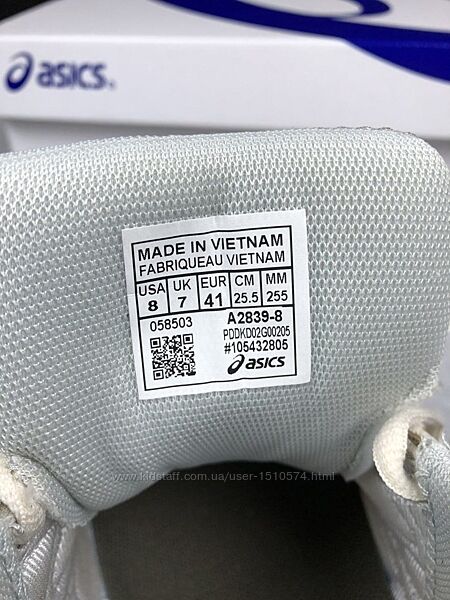 asics.
MADE IN VIETNAM
FABRIQUEAU VIETNAM
USA UK EUR CM MM
8 7 41 25.5 255
058503 A2839-8
PDDKD02G00205
#105432805
asics
www.kidstaff.com.ua/user-1510574.html